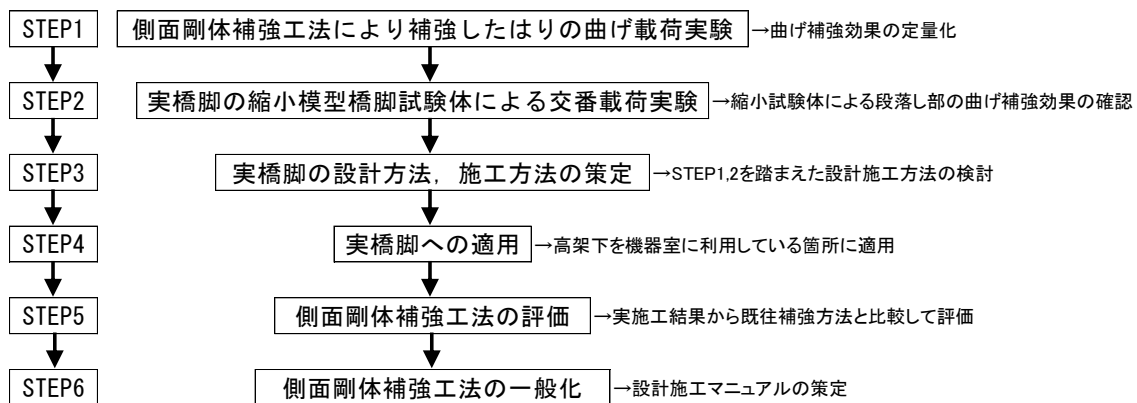 STEP1 側面剛体補強工法により補強したはりの曲げ載荷実験 →曲げ補強効果の定量化
STEP2 実橋脚の縮小模型橋脚試験体による交番載荷実験 →縮小試験体による段落し部の曲げ補強効果の確認
STEP3 実橋脚の設計方法，施工方法の策定 →STEP1,2を踏まえた設計施工方法の検討
STEP4 実橋脚への適用 →高架下を機器室に利用している箇所に適用
STEP5 側面剛体補強工法の評価 →実施工結果から既往補強方法と比較して評価
STEP6 側面剛体補強工法の一般化 →設計施工マニュアルの策定